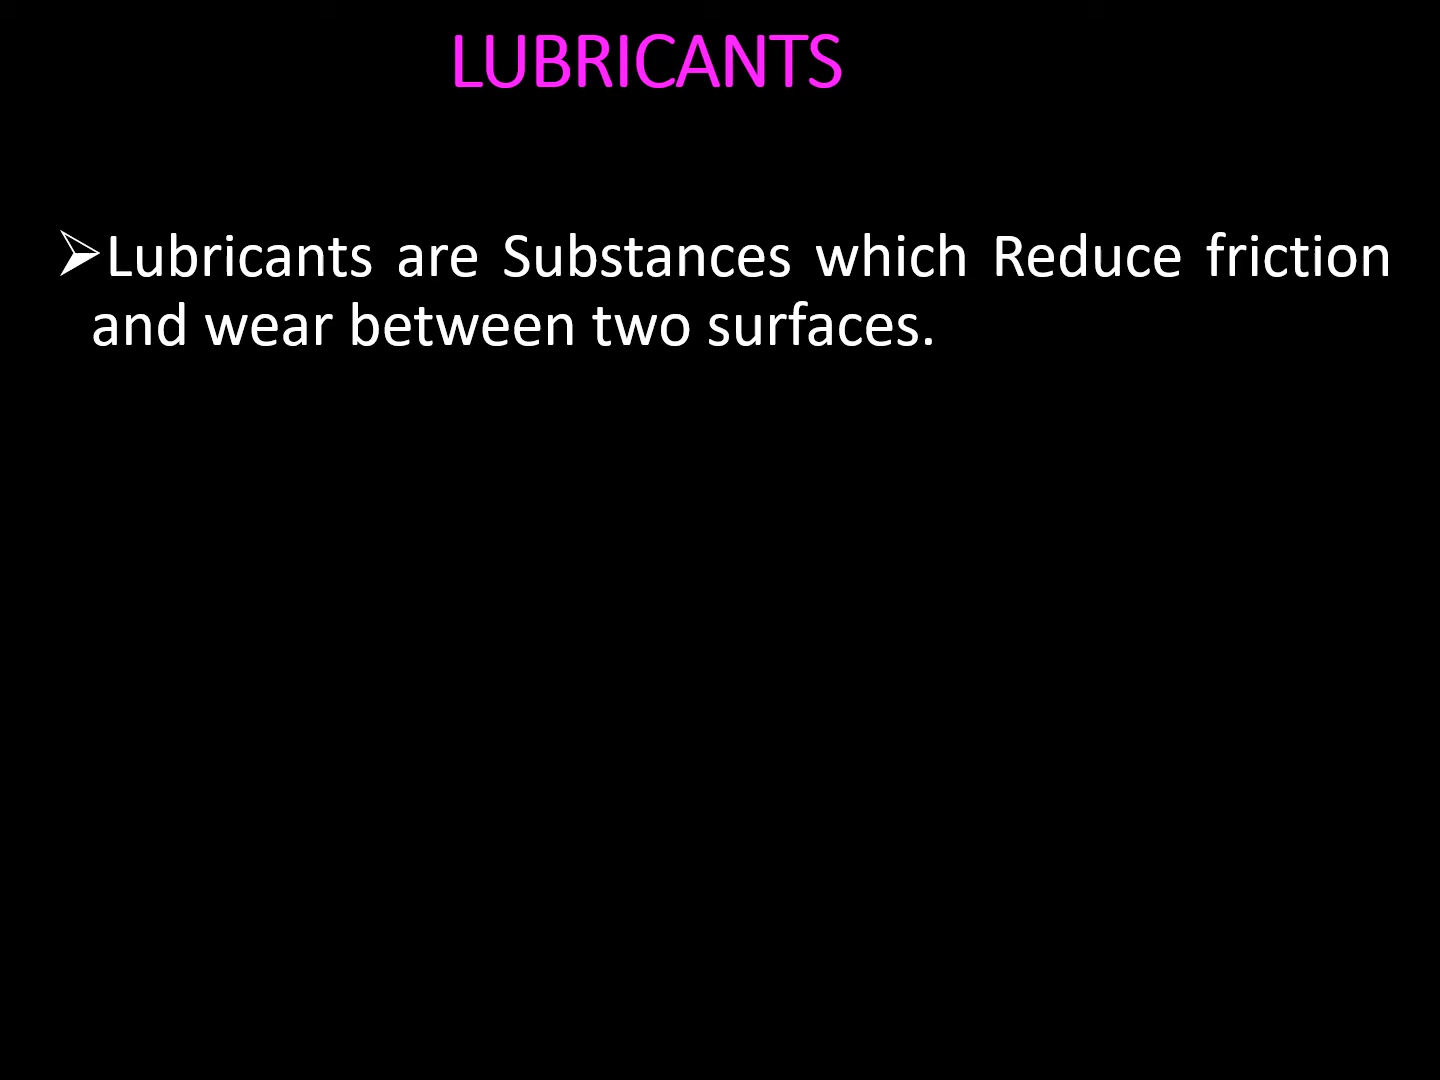 LUBRICANTS
➢Lubricants are Substances which Reduce friction
and wear between two surfaces.